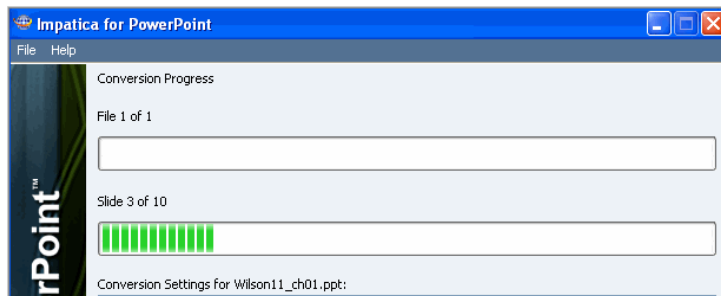 Impatica for PowerPoint
File Help
Conversion Progress
File 1 of 1
Slide 3 of 10
rPoint™
Conversion Settings for Wilson11_ch01.ppt: